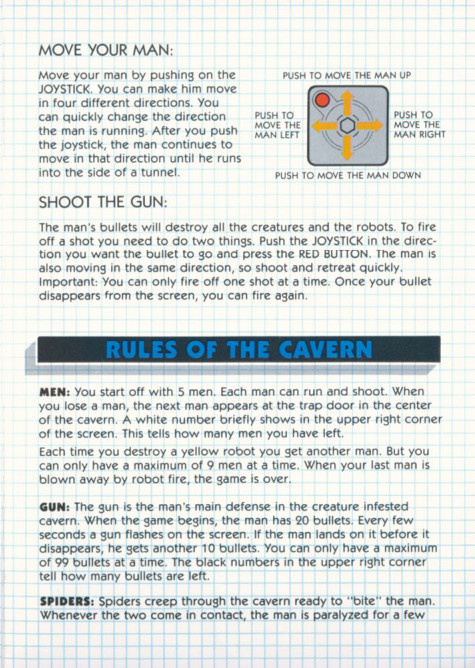 MOVE YOUR MAN:
Move your man by pushing on the
JOYSTICK. You can make him move
in four different directions. You
can quickly change the direction
the man is running. After you push
the joystick, the man continues to
move in that direction until he runs
into the side of a tunnel.
PUSH TO MOVE THE MAN UP
PUSH TO
MOVE THE
MAN LEFT
PUSH TO
MOVE THE
MAN RIGHT
PUSH TO MOVE THE MAN DOWN
SHOOT THE GUN:
The man's bullets will destroy all the creatures and the robots. To fire
off a shot you need to do two things. Push the JOYSTICK in the direc-
tion you want the bullet to go and press the RED BUTTON. The man is
also moving in the same direction, so shoot and retreat quickly.
Important: You can only fire off one shot at a time. Once your bullet
disappears from the screen, you can fire again.
RULES OF THE CAVERN
MEN: You start off with 5 men. Each man can run and shoot. When
you lose a man, the next man appears at the trap door in the center
of the cavern. A white number briefly shows in the upper right corner
of the screen. This tells how many men you have left.
Each time you destroy a yellow robot you get another man. But you
can only have a maximum of 9 men at a time. When your last man is
blown away by robot fire, the game is over.
GUN: The gun is the man's main defense in the creature infested
cavern. When the game begins, the man has 20 bullets. Every few
seconds a gun flashes on the screen. If the man lands on it before it
disappears, he gets another 10 bullets. You can only have a maximum
of 99 bullets at a time. The black numbers in the upper right corner
tell how many bullets are left.
SPIDERS: Spiders creep through the cavern ready to "bite" the man.
Whenever the two come in contact, the man is paralyzed for a few